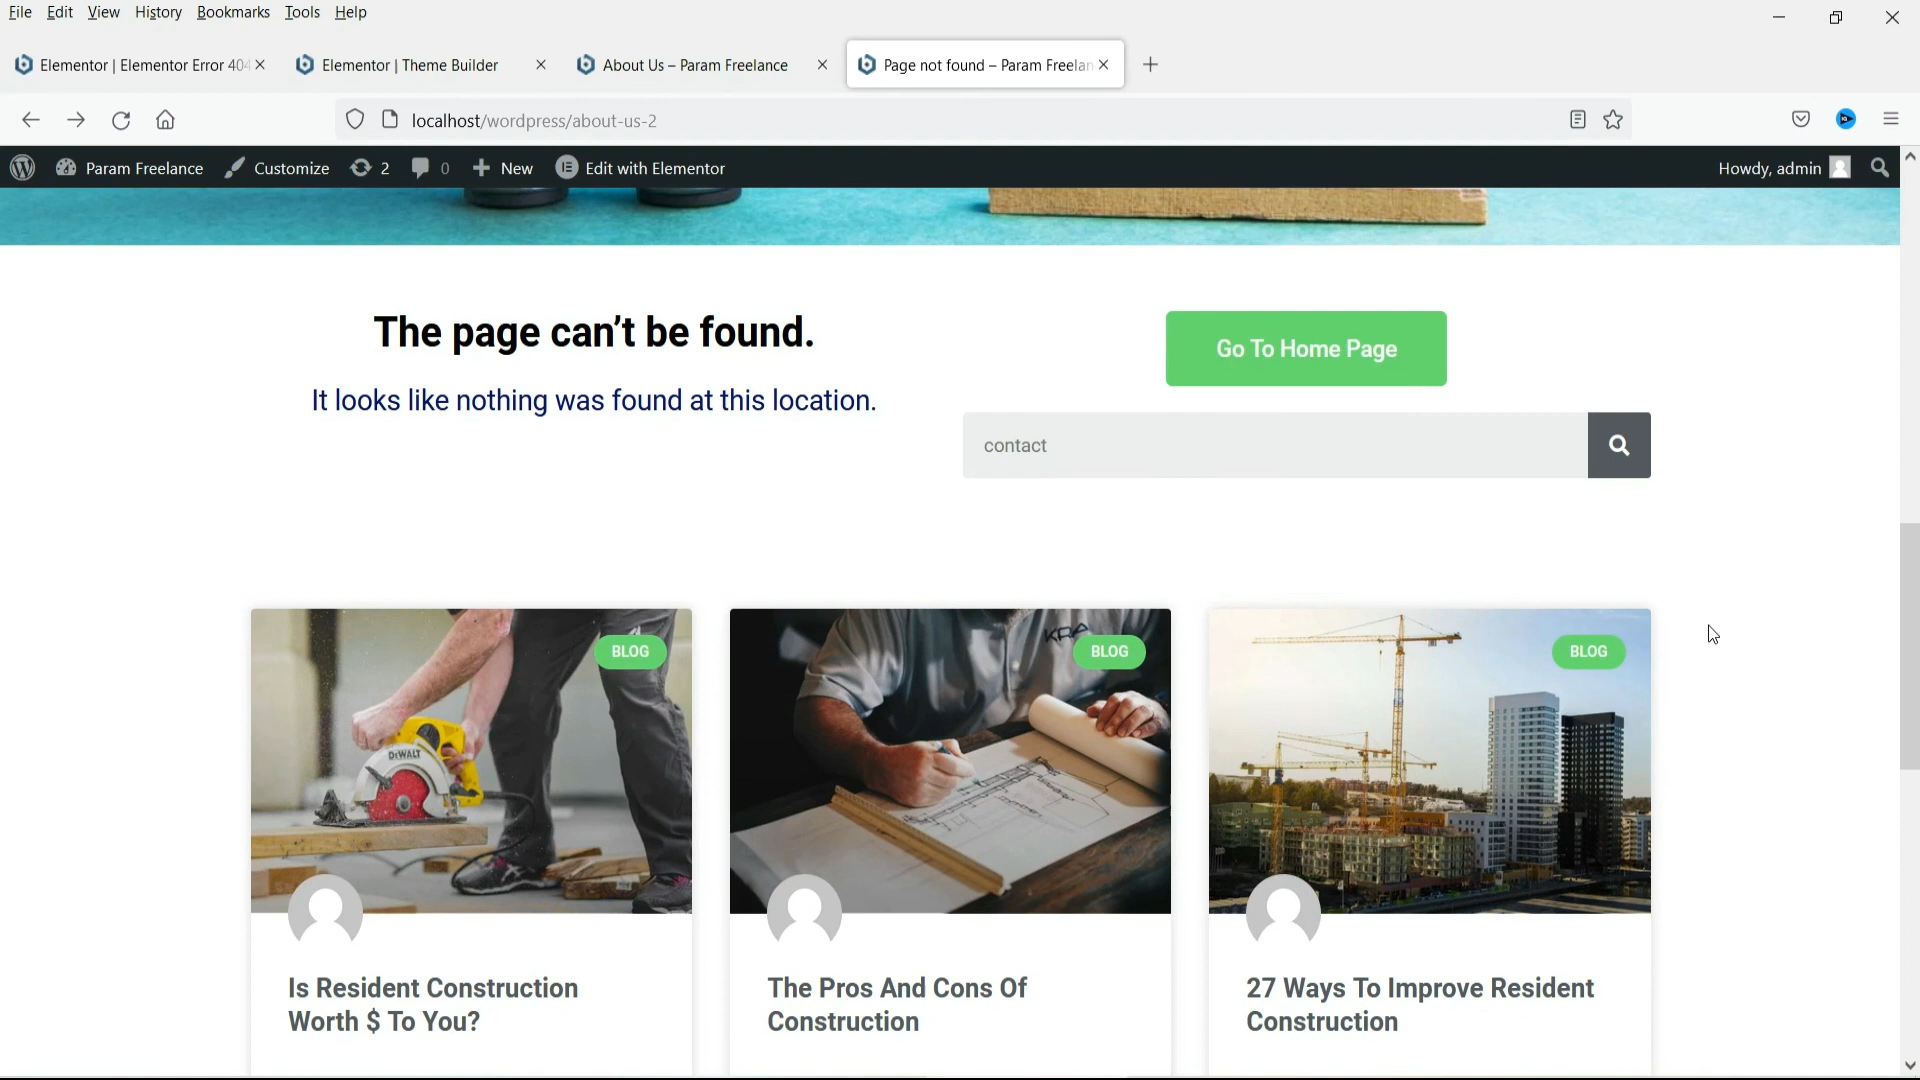 File Edit View History Bookmarks Tools Help
Elementor | Elementor Error 404
Elementor | Theme Builder
About Us – Param Freelance
Page not found – Param Freelan
localhost/wordpress/about-us-2
Param Freelance Customize 2 0 New Edit with Elementor Howdy, admin
The page can't be found.
It looks like nothing was found at this location.
Go To Home Page
contact
BLOG
DEWALT
Is Resident Construction
Worth $ To You?
KRA
BLOG
The Pros And Cons Of
Construction
BLOG
27 Ways To Improve Resident
Construction